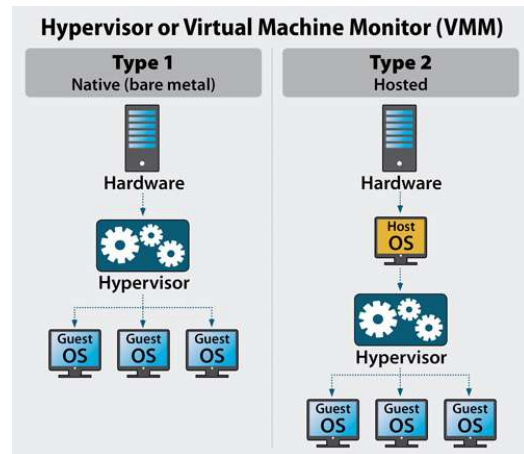 Hypervisor or Virtual Machine Monitor (VMM)
Type 1
Native (bare metal)
Hardware
Hypervisor
Guest
OS
Guest
OS
Guest
OS
Type 2
Hosted
Hardware
Host
OS
Hypervisor
Guest
OS
Guest
OS
Guest
OS